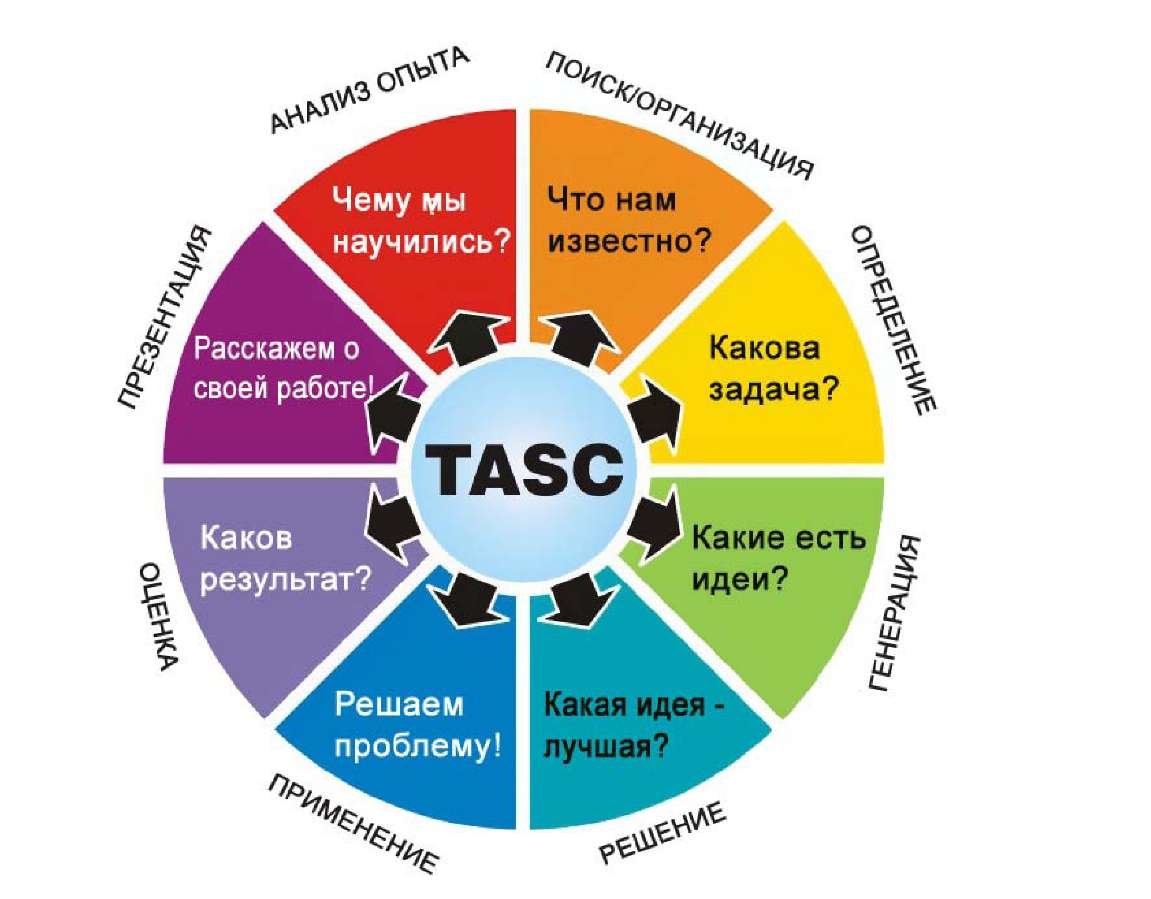 АНАЛИЗ ОПЫТА
ПОИСК/ОРГАНИЗАЦИЯ
Чему мы
научились?
Что нам
известно?
ПРЕЗЕНТАЦИЯ
ОПРЕДЕЛЕНИЕ
Расскажем о
своей работе!
Какова
задача?
TASC
Каков
результат?
Какие есть
идеи?
ОЦЕНКА
ГЕНЕРАЦИЯ
Решаем
проблему!
Какая идея -
лучшая?
ПРИМЕНЕНИЕ
РЕШЕНИЕ